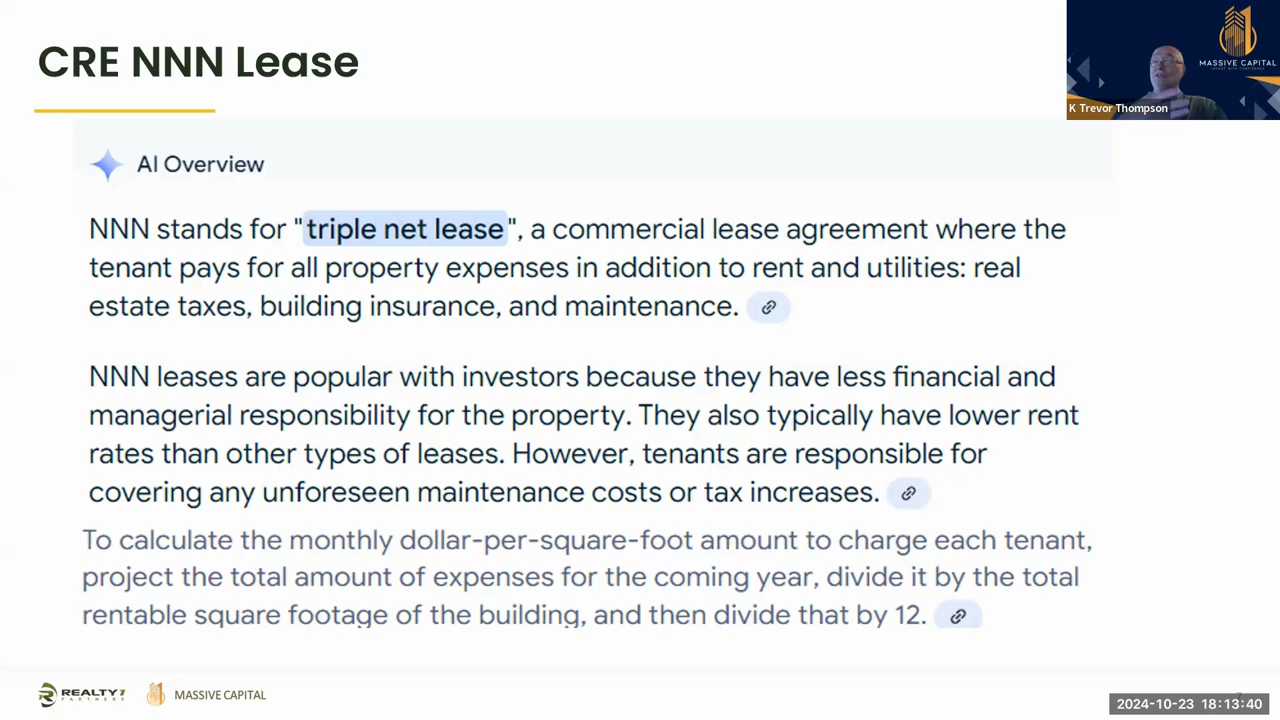 CRE NNN Lease
MASSIVE CAPITAL
INVEST WITH CONFIDENCE
K Trevor Thompson
AI Overview
NNN stands for "triple net lease", a commercial lease agreement where the
tenant pays for all property expenses in addition to rent and utilities: real
estate taxes, building insurance, and maintenance.
NNN leases are popular with investors because they have less financial and
managerial responsibility for the property. They also typically have lower rent
rates than other types of leases. However, tenants are responsible for
covering any unforeseen maintenance costs or tax increases.
To calculate the monthly dollar-per-square-foot amount to charge each tenant,
project the total amount of expenses for the coming year, divide it by the total
rentable square footage of the building, and then divide that by 12.
REALTY
PARTNERS
MASSIVE CAPITAL
2024-10-23 18:13:40